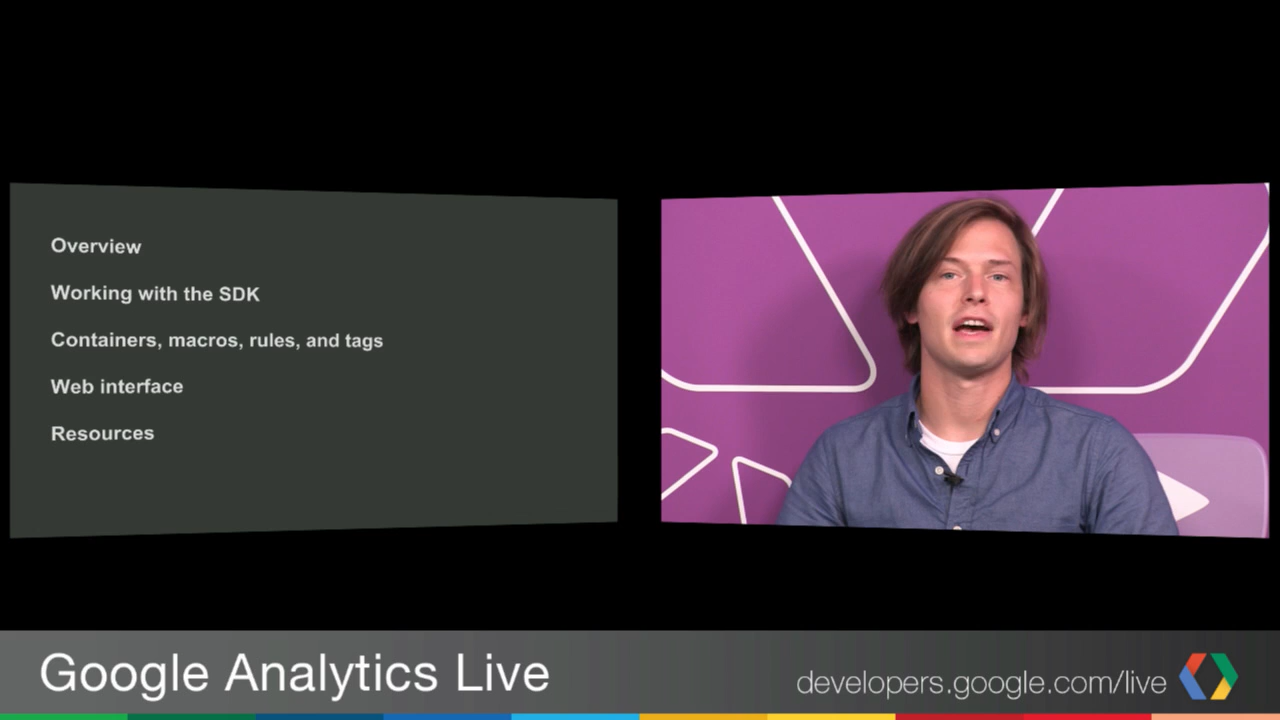 Overview
Working with the SDK
Containers, macros, rules, and tags
Web interface
Resources
Google Analytics Live
developers.google.com/live